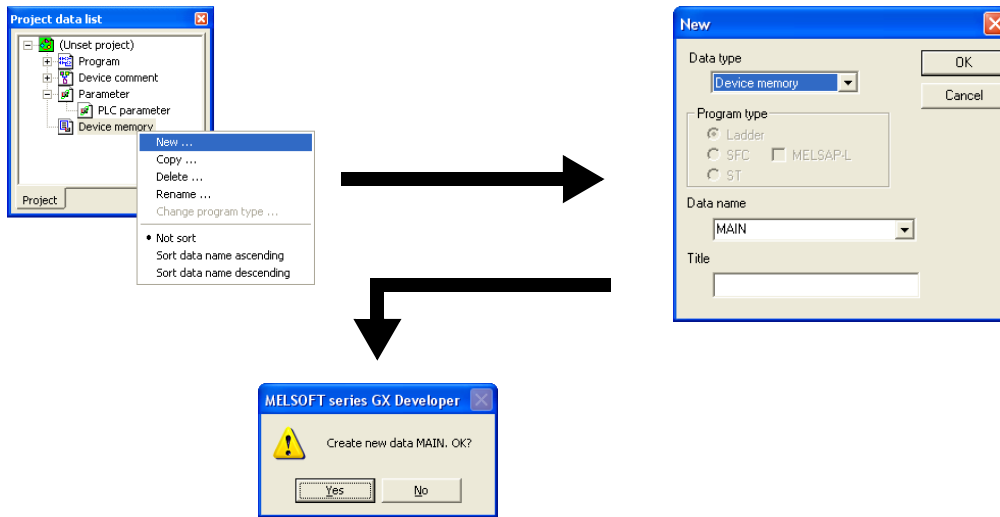 Project data list
(Unset project)
Program
Device comment
Parameter
PLC parameter
Device memory
New ...
Copy ...
Delete ...
Rename ...
Change program type ...
Not sort
Sort data name ascending
Sort data name descending
Project
New
Data type
Device memory
OK
Cancel
Program type
Ladder
SFC MELSAP-L
ST
Data name
MAIN
Title
MELSOFT series GX Developer
Create new data MAIN. OK?
Yes No